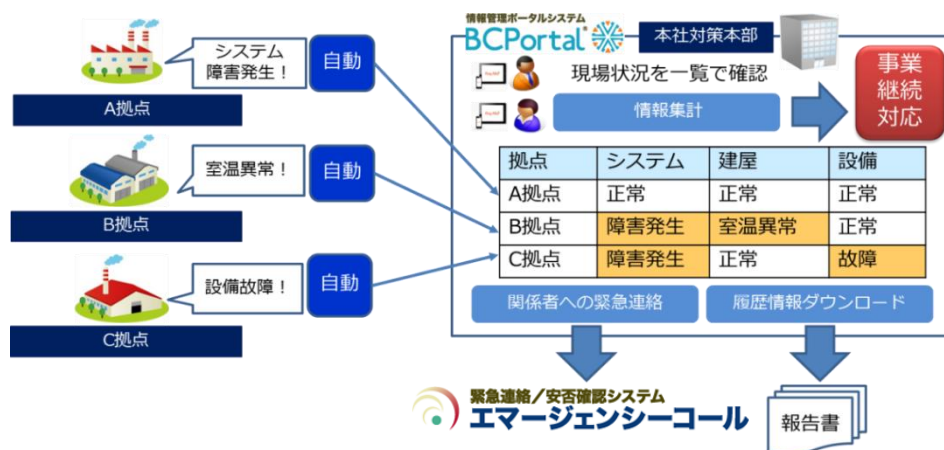 システム
障害発生！
自動
A拠点
室温異常！
自動
B拠点
設備故障！
自動
C拠点
情報管理ポータルシステム
BCPortal
本社対策本部
現場状況を一覧で確認
情報集計
事業
継続
対応
拠点 システム 建屋 設備
A拠点 正常 正常 正常
B拠点 障害発生 室温異常 正常
C拠点 障害発生 正常 故障
関係者への緊急連絡
履歴情報ダウンロード
緊急連絡／安否確認システム
エマージェンシーコール
報告書